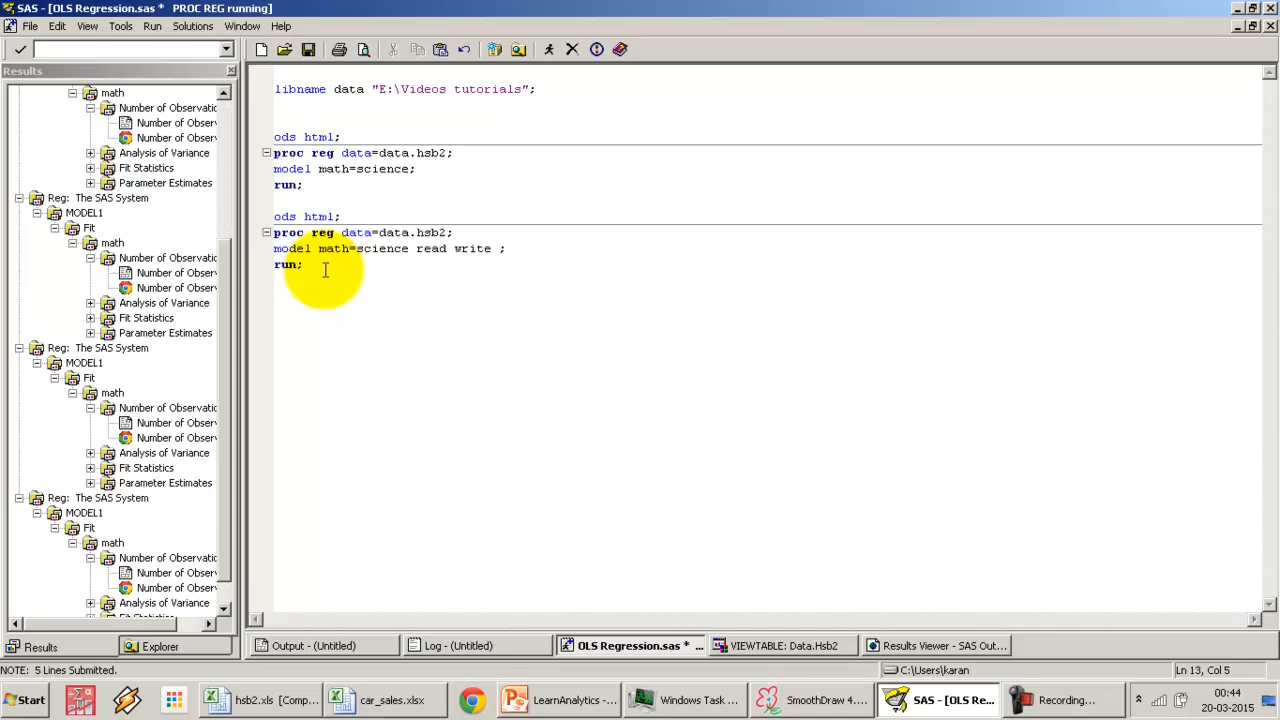 SAS - [OLS Regression.sas * PROC REG running]
File Edit View Tools Run Solutions Window Help
Results
math
Number of Observatio
Number of Obser
Number of Observ
Analysis of Variance
Fit Statistics
Parameter Estimates
Reg: The SAS System
MODEL1
Fit
math
Number of Observatio
Number of Obser
Number of Observ
Analysis of Variance
Fit Statistics
Parameter Estimates
Reg: The SAS System
MODEL1
Fit
math
Number of Observatio
Number of Obser
Number of Observ
Analysis of Variance
Fit Statistics
Parameter Estimates
Reg: The SAS System
MODEL1
Fit
math
Number of Observatio
Number of Obser
Number of Observ
Analysis of Variance
libname data "E:\Videos tutorials";
ods html;
proc reg data=data.hsb2;
model math=science;
run;
ods html;
proc reg data=data.hsb2;
model math=science read write ;
run;
Results Explorer
Output - (Untitled) Log - (Untitled) OLS Regression.sas * ... VIEWTABLE: Data.Hsb2 Results Viewer - SAS Out...
NOTE: 5 Lines Submitted. C:\Users\karan Ln 13, Col 5
Start hsb2.xls [Comp... car_sales.xlsx LearnAnalytics -... Windows Task ... SmoothDraw 4.... SAS - [OLS Re... Recording... 00:44
20-03-2015